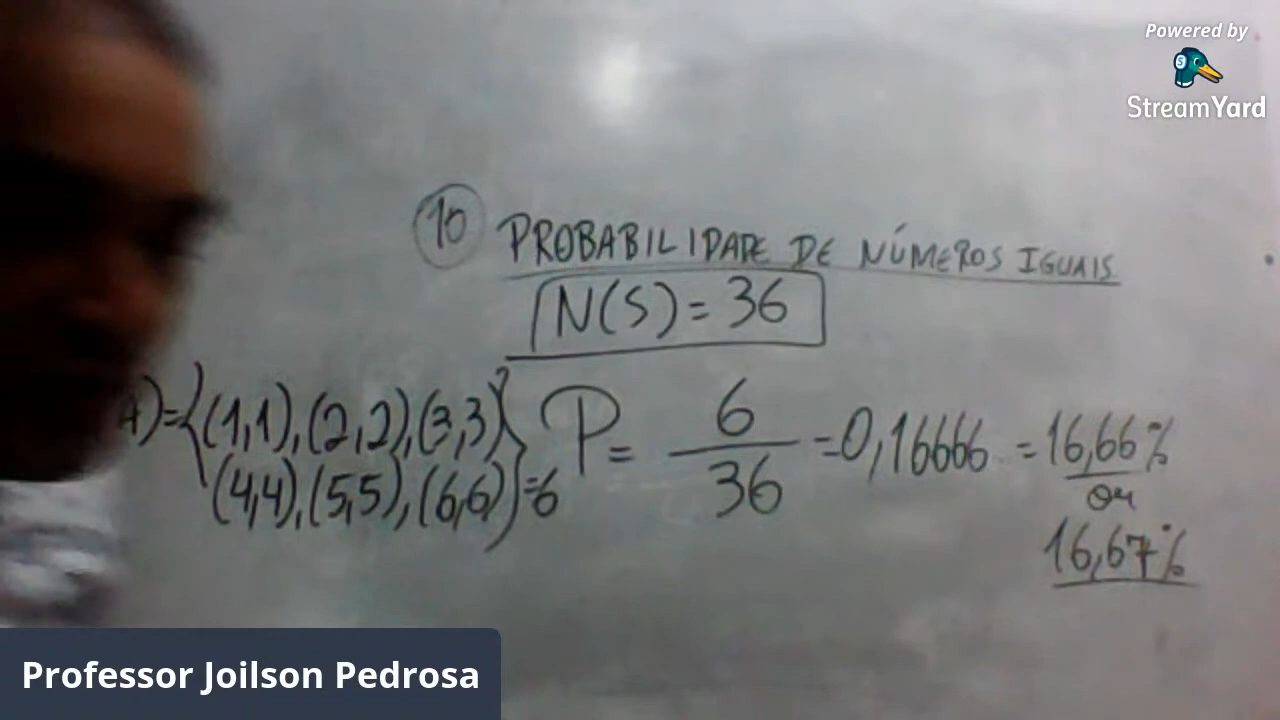 Powered by
StreamYard
10 PROBABILIDADE DE NÚMEROS IGUAIS
N(S)=36
A)={(1,1),(2,2),(3,3)
(4,4),(5,5),(6,6)}=6
P = 6/36 =0,16666 =16,66%
ou
16,67%
Professor Joilson Pedrosa